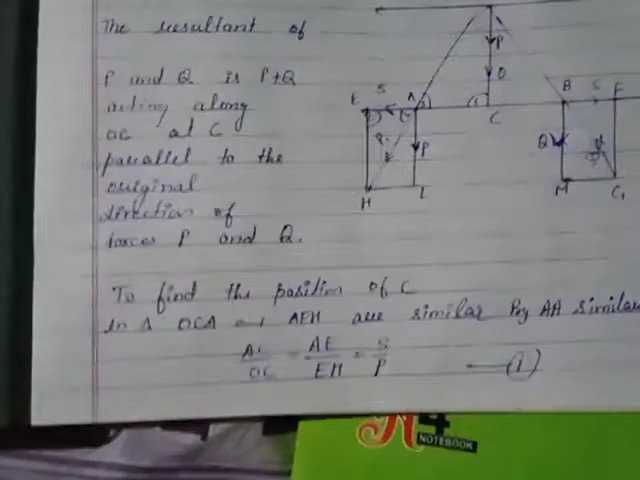 The resultant of
P and Q is P+Q
acting along
OC at C
parallel to the
original
direction of
forces P and Q.
P
O
E S A C B S F
P
Q
H L M
To find the position of C
In Δ OCA AEH are similar By AA Similar
AC/OC = AE/EH = S/P —(1)
A4
NOTEBOOK